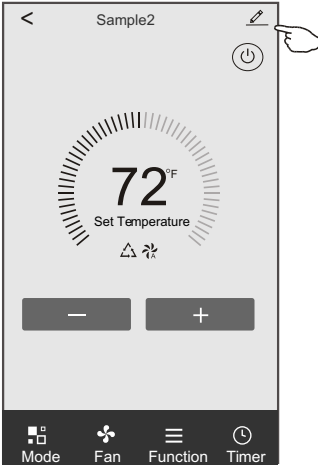 < Sample2
72°F
Set Temperature
A
− +
Mode Fan Function Timer